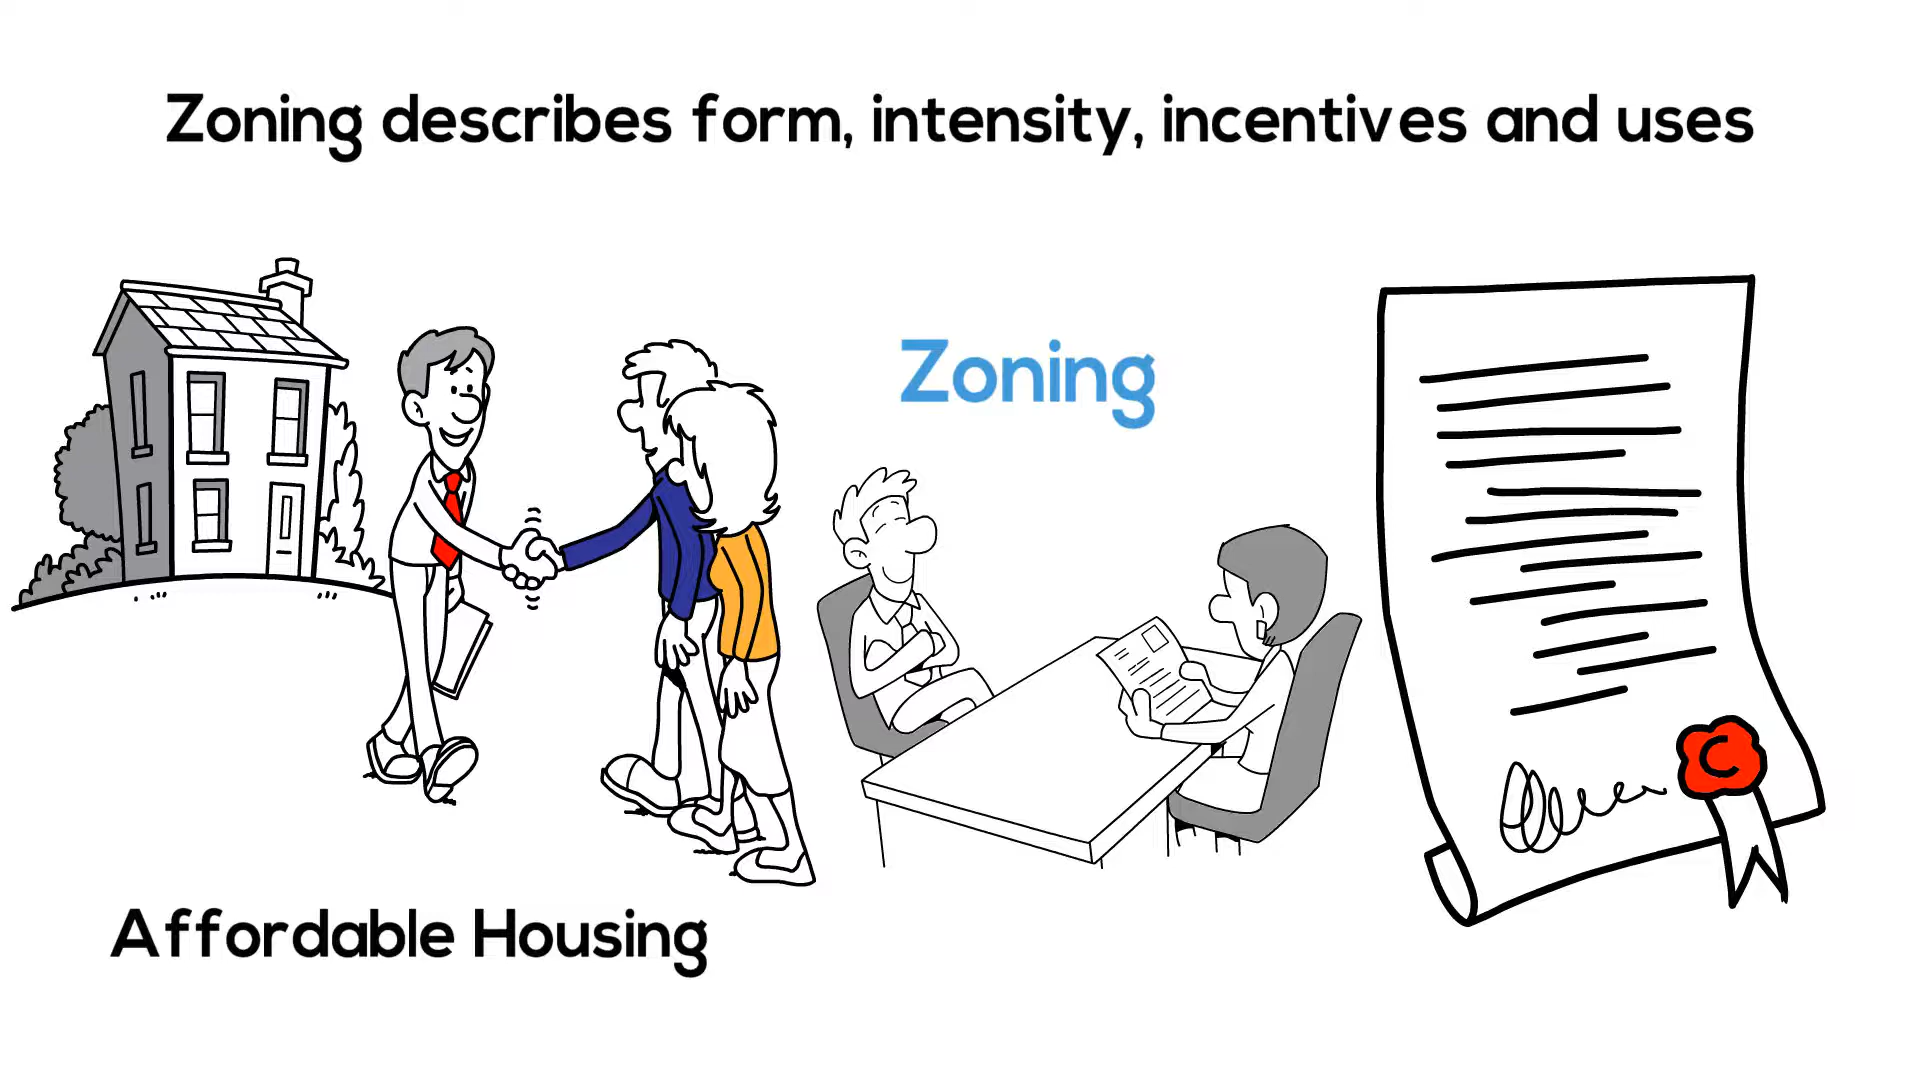 Zoning describes form, intensity, incentives and uses
Zoning
C
Affordable Housing